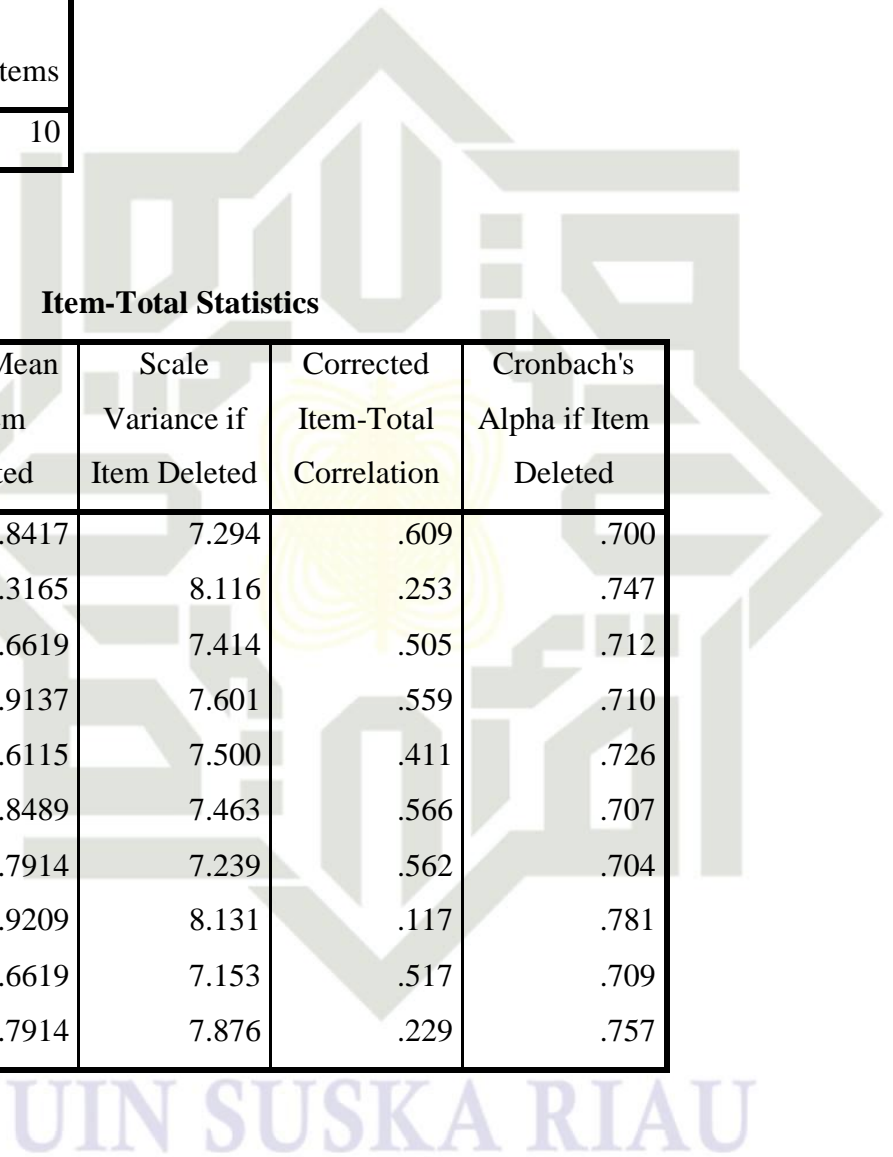 tems
10
Item-Total Statistics
Mean Scale Corrected Cronbach's
m Variance if Item-Total Alpha if Item
ted Item Deleted Correlation Deleted
.8417 7.294 .609 .700
.3165 8.116 .253 .747
.6619 7.414 .505 .712
.9137 7.601 .559 .710
.6115 7.500 .411 .726
.8489 7.463 .566 .707
.7914 7.239 .562 .704
.9209 8.131 .117 .781
.6619 7.153 .517 .709
.7914 7.876 .229 .757
UIN SUSKA RIAU